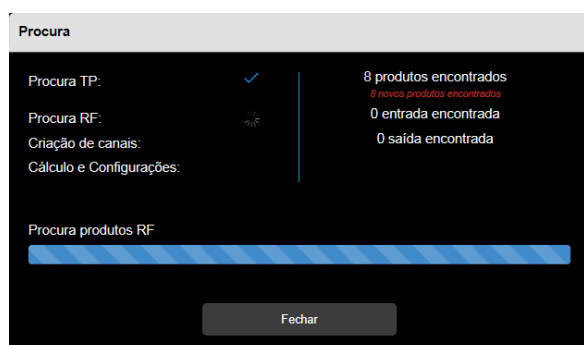 Procura
Procura TP:
8 produtos encontrados
8 novos produtos encontrados
Procura RF:
0 entrada encontrada
Criação de canais:
0 saída encontrada
Cálculo e Configurações:
Procura produtos RF
Fechar